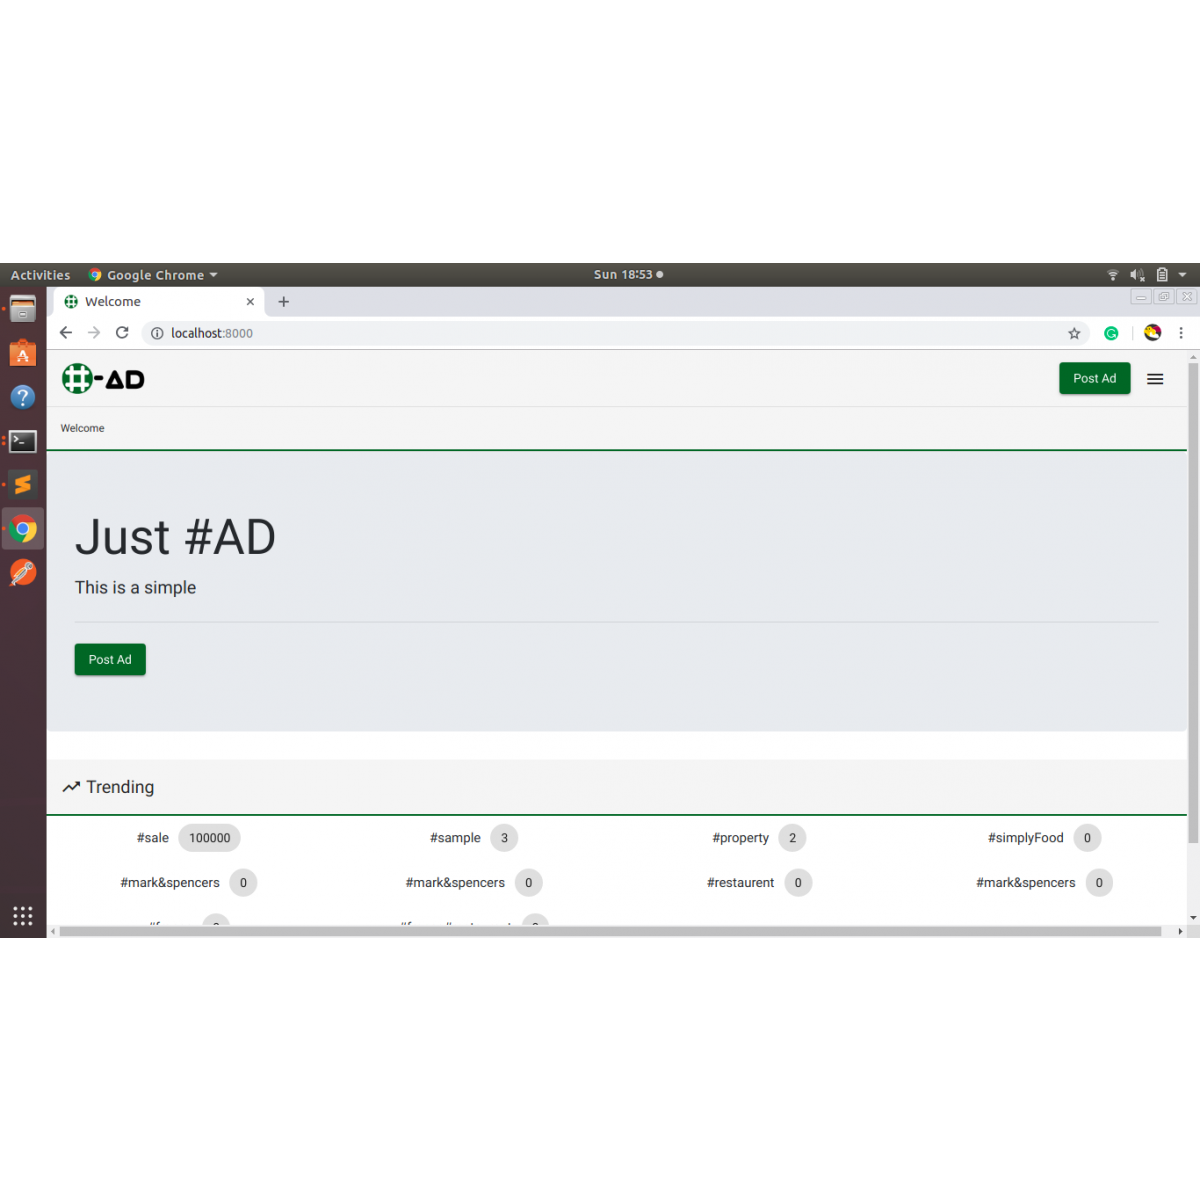 Activities Google Chrome Sun 18:53
Welcome
localhost:8000
#-AD Post Ad
Welcome
Just #AD
This is a simple
Post Ad
Trending
#sale 100000 #sample 3 #property 2 #simplyFood 0
#mark&spencers 0 #mark&spencers 0 #restaurent 0 #mark&spencers 0